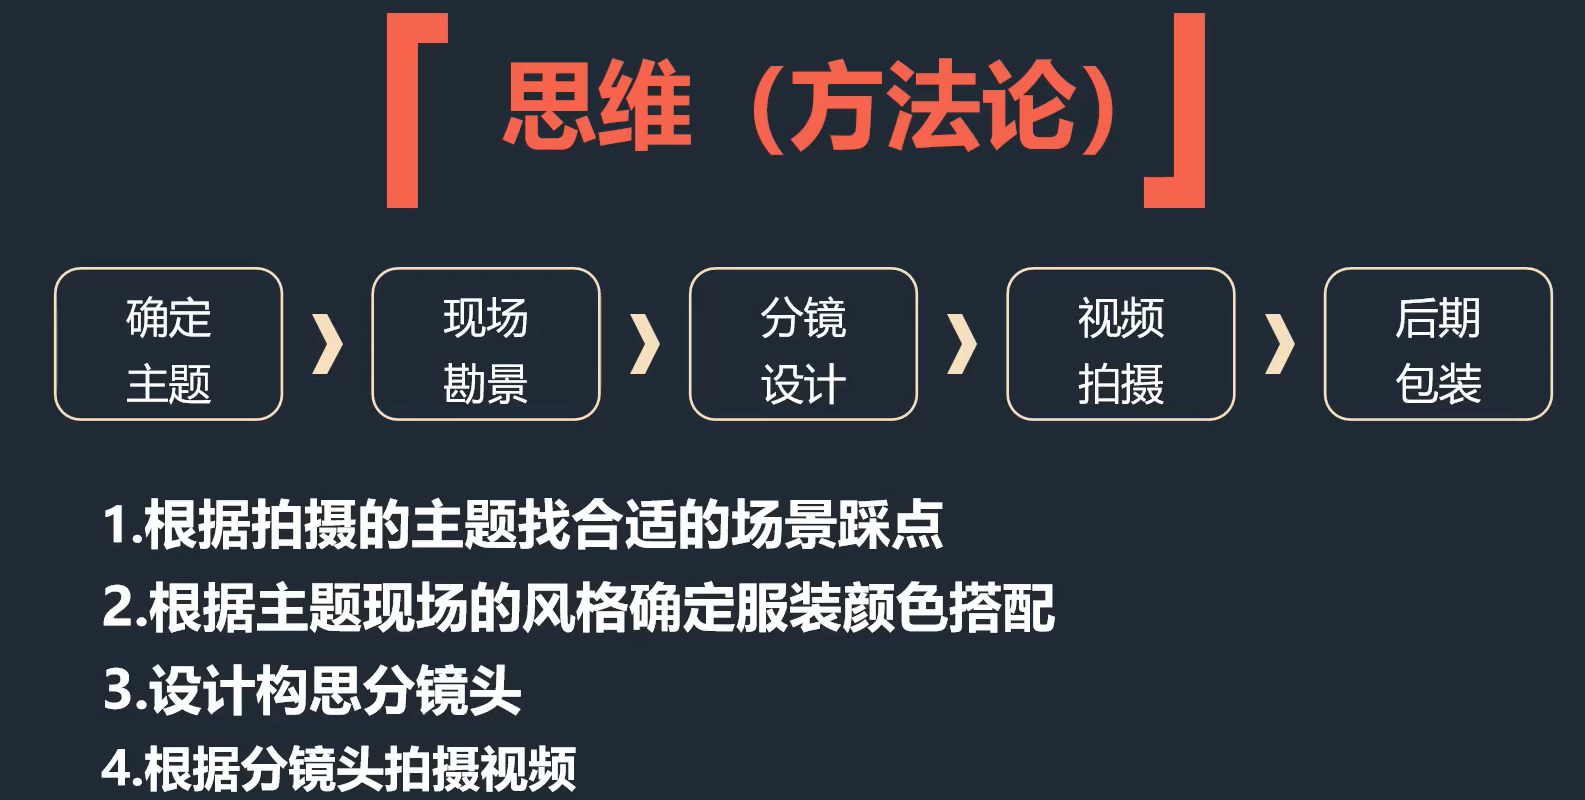 思维（方法论）
确定
主题
现场
勘景
分镜
设计
视频
拍摄
后期
包装
1.根据拍摄的主题找合适的场景踩点
2.根据主题现场的风格确定服装颜色搭配
3.设计构思分镜头
4.根据分镜头拍摄视频